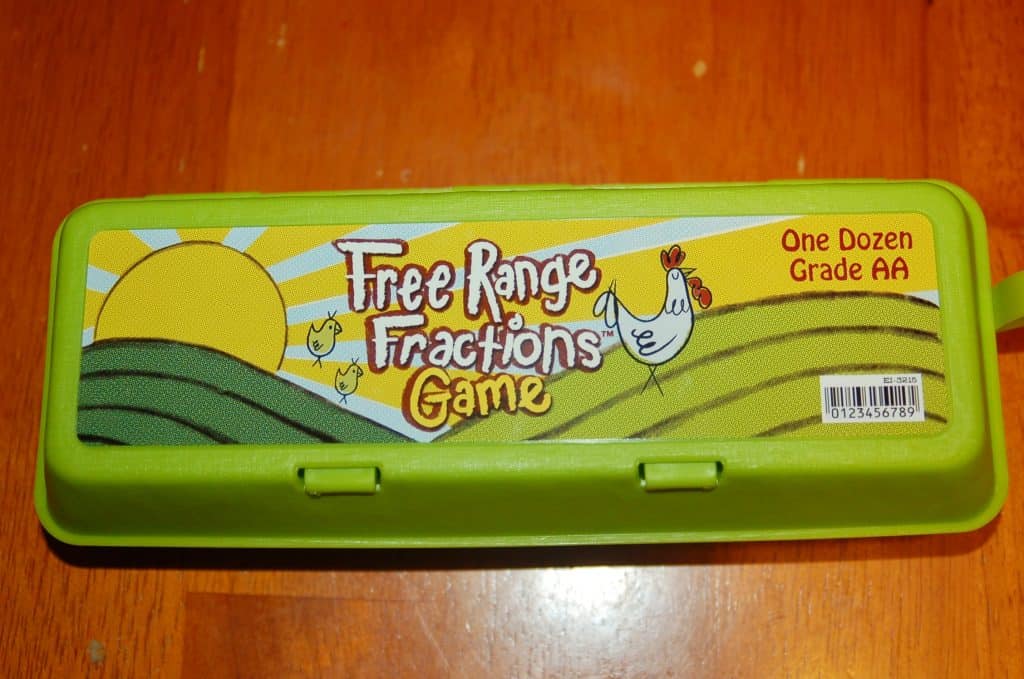 Free Range
Fractions™
Game
One Dozen
Grade AA
EI-3215
0123456789